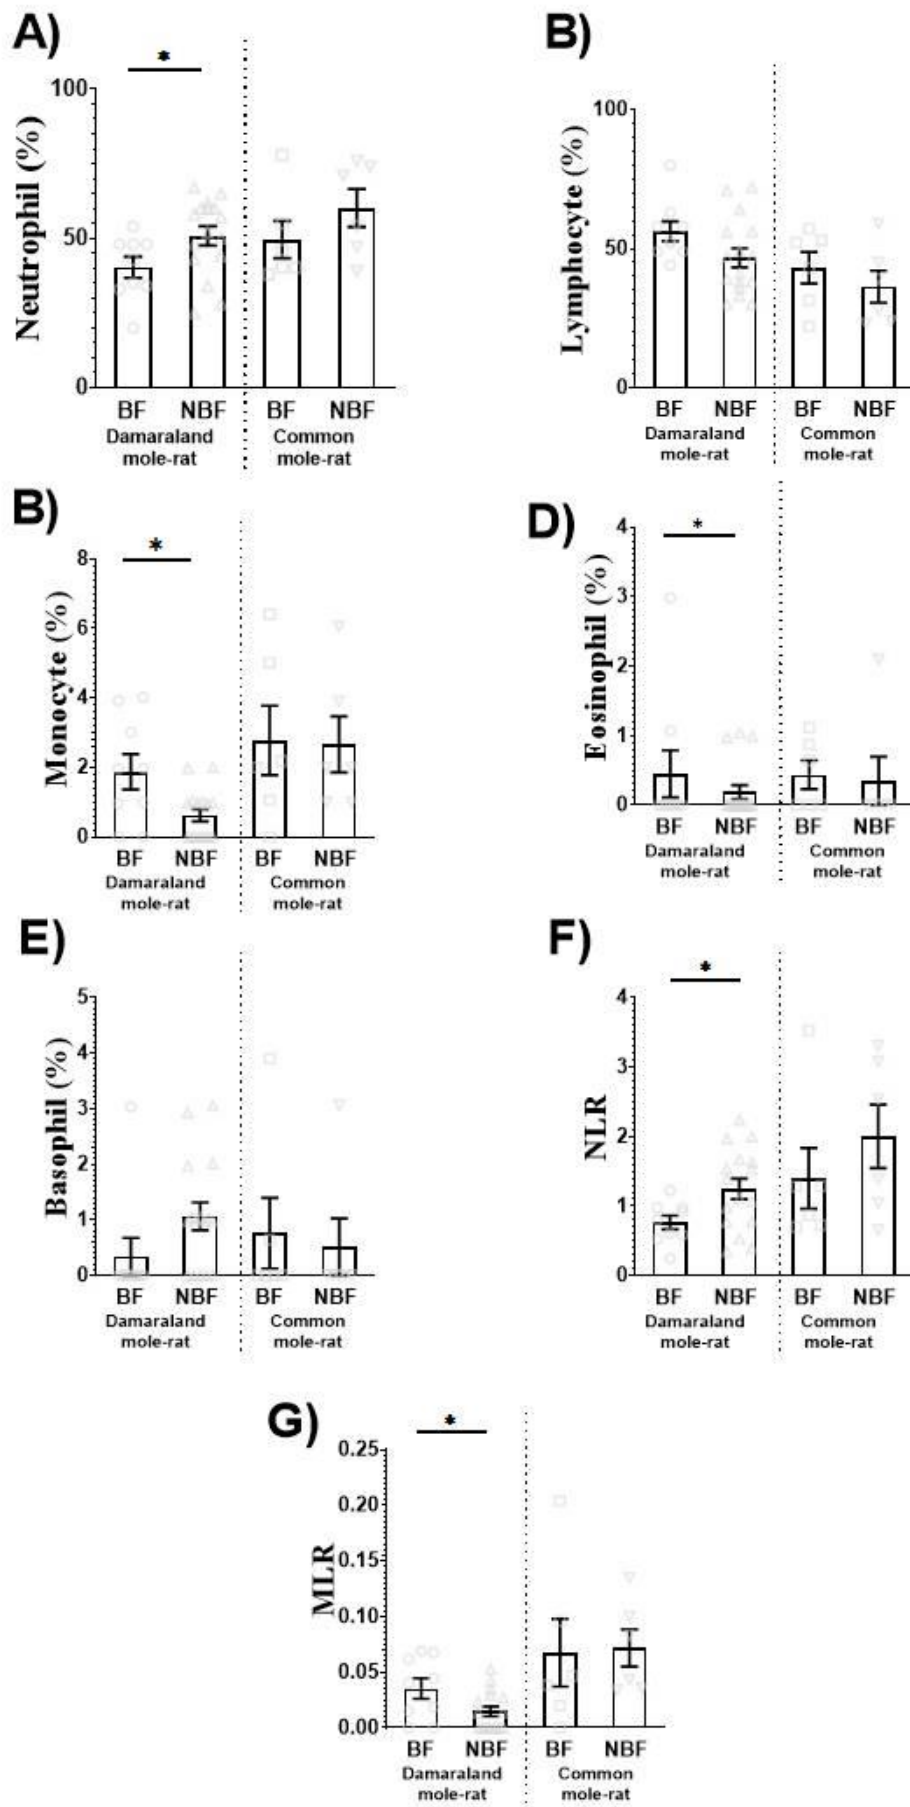 A)
*
Neutrophil (%)
100
50
0
BF NBF BF NBF
Damaraland Common
mole-rat mole-rat
B)
Lymphocyte (%)
100
50
0
BF NBF BF NBF
Damaraland Common
mole-rat mole-rat
B)
*
Monocyte (%)
8
6
4
2
0
BF NBF BF NBF
Damaraland Common
mole-rat mole-rat
D)
*
Eosinophil (%)
4
3
2
1
0
BF NBF BF NBF
Damaraland Common
mole-rat mole-rat
E)
Basophil (%)
5
4
3
2
1
0
BF NBF BF NBF
Damaraland Common
mole-rat mole-rat
F)
*
NLR
4
3
2
1
0
BF NBF BF NBF
Damaraland Common
mole-rat mole-rat
G)
*
MLR
0.25
0.20
0.15
0.10
0.05
0.00
BF NBF BF NBF
Damaraland Common
mole-rat mole-rat